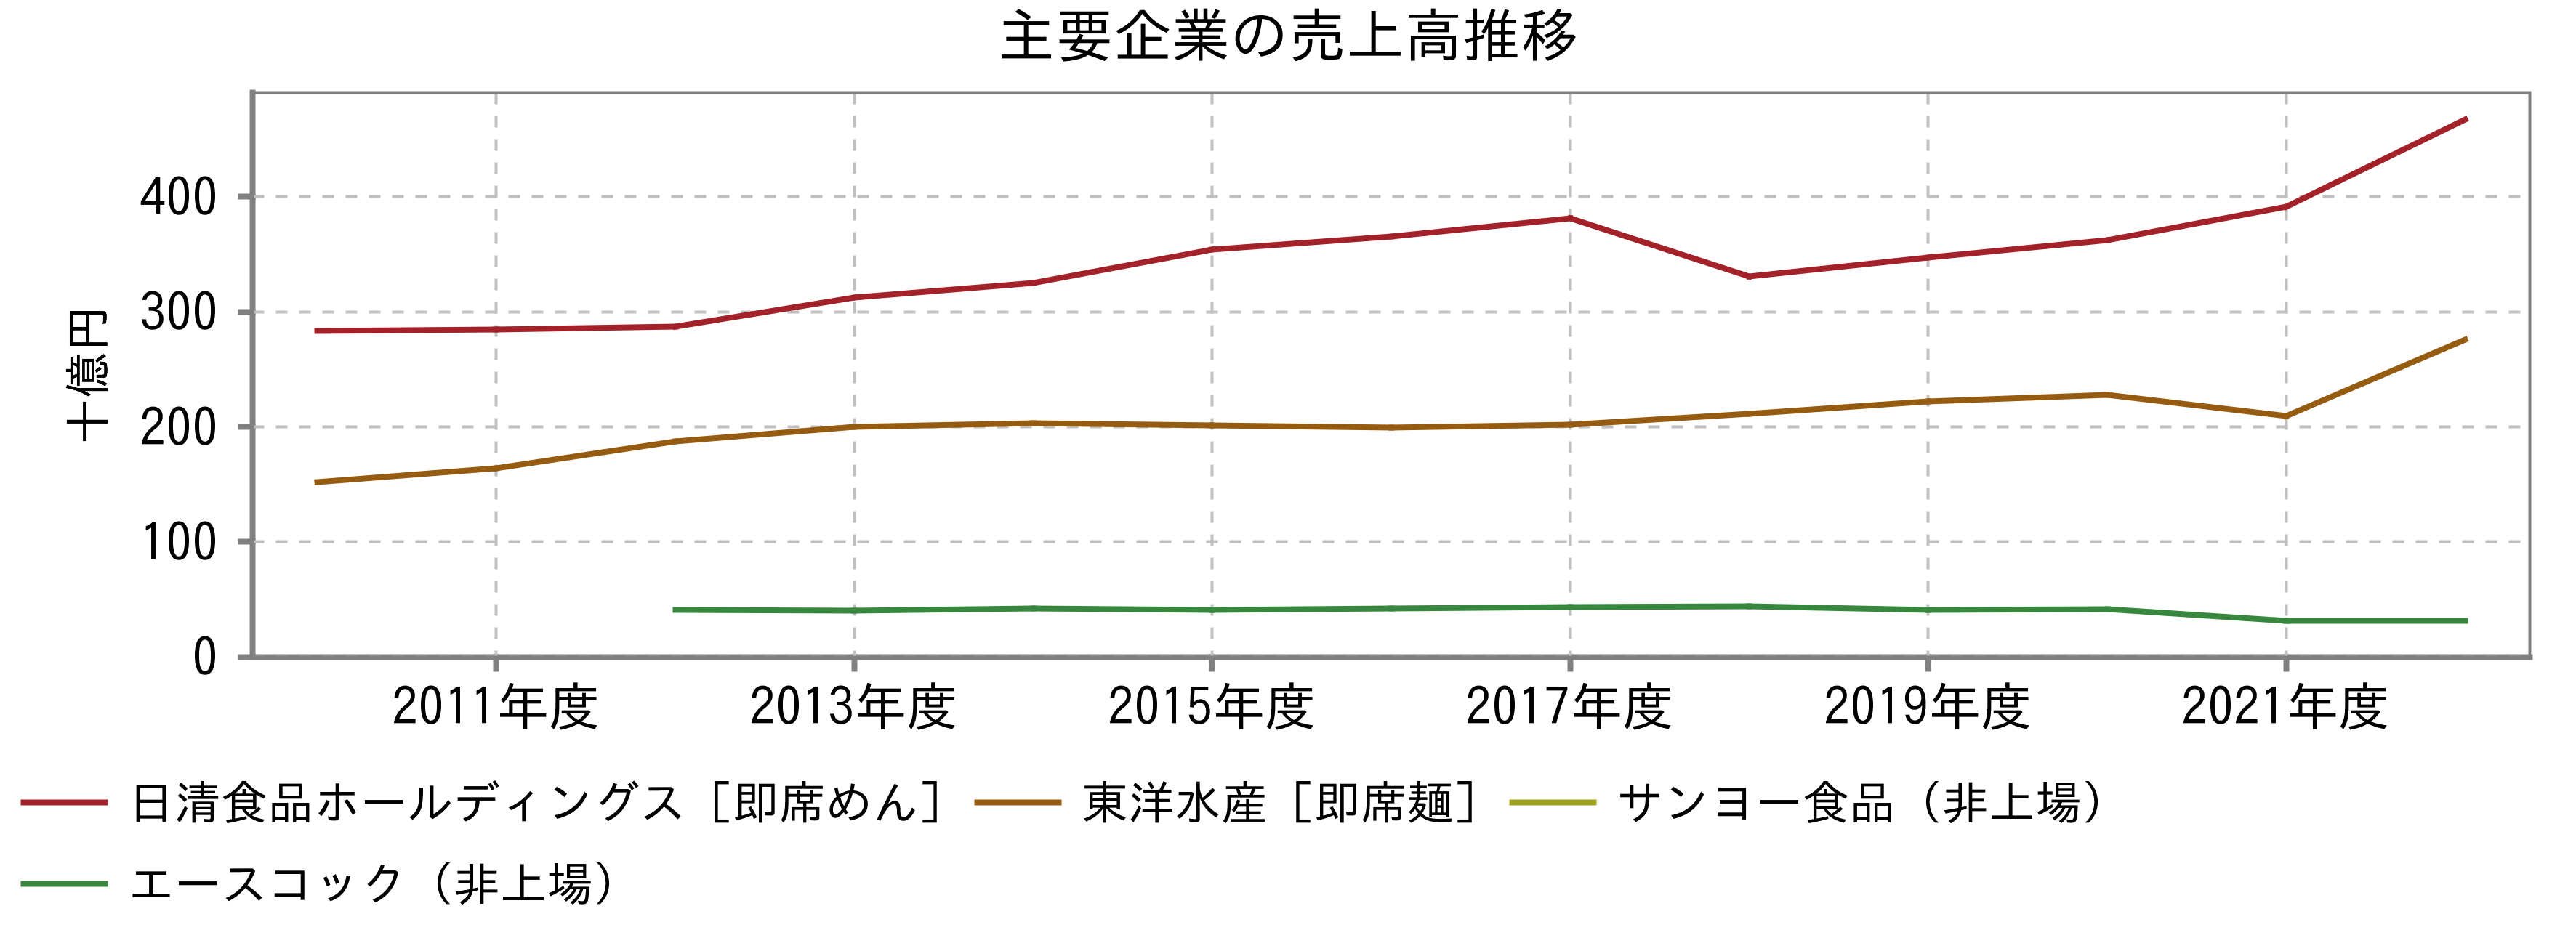 主要企業の売上高推移
十億円
400
300
200
100
0
2011年度 2013年度 2015年度 2017年度 2019年度 2021年度
日清食品ホールディングス［即席めん］ 東洋水産［即席麺］ サンヨー食品（非上場）
エースコック（非上場）